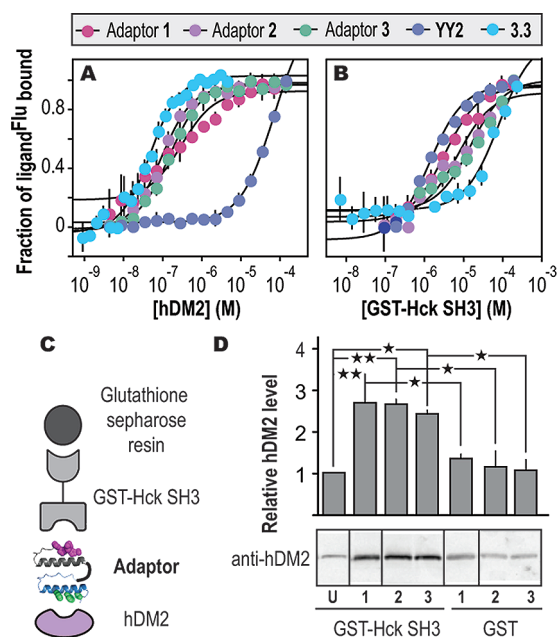 Adaptor 1 Adaptor 2 Adaptor 3 YY2 3.3
A
B
Fraction of ligandFlu bound
0.8
0.4
0
10-9 10-8 10-7 10-6 10-5 10-4
[hDM2] (M)
10-8 10-7 10-6 10-5 10-4 10-3
[GST-Hck SH3] (M)
C
Glutathione
sepharose
resin
GST-Hck SH3
Adaptor
hDM2
D
Relative hDM2 level
4
3
2
1
★
★★ ★
★★ ★
★
anti-hDM2
U 1 2 3 1 2 3
GST-Hck SH3 GST